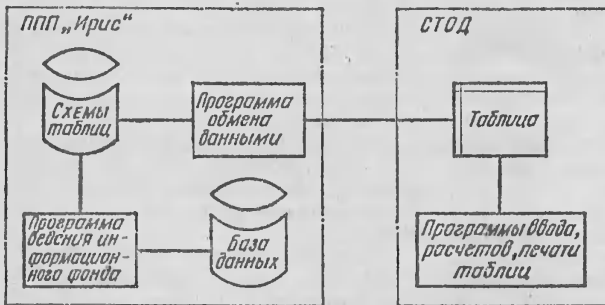 ППП „Ирис"
СТОД
Схемы
таблиц
Программа
обмена
данными
Таблица
Программа
ведения ин-
формацион-
ного фонда
База
данных
Программы ввода,
расчетов, печати
таблиц